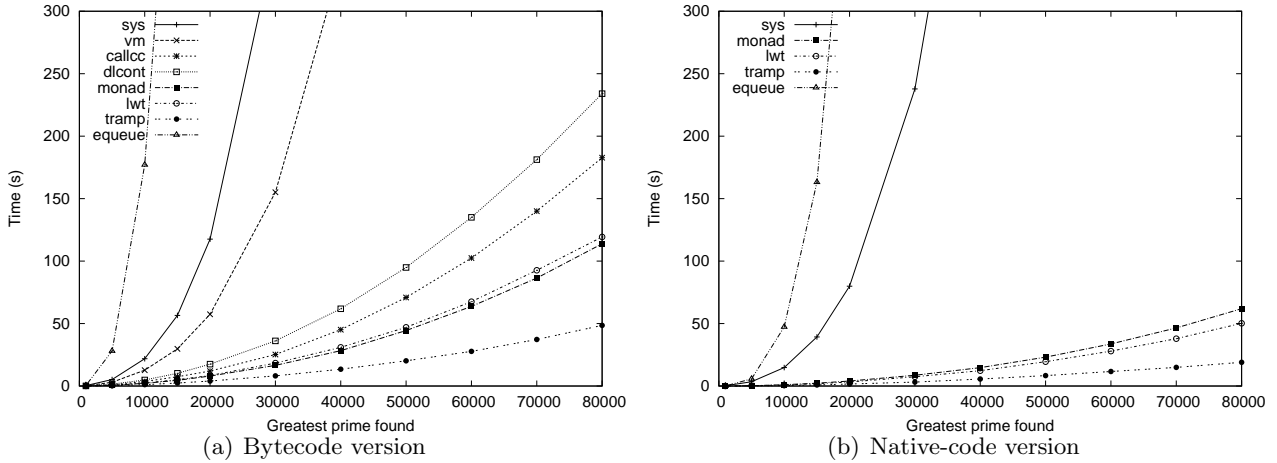 300
250
200
150
100
50
0
Time (s)
sys
vm
callcc
dlcont
monad
lwt
tramp
equeue
0 10000 20000 30000 40000 50000 60000 70000 80000
Greatest prime found
(a) Bytecode version
300
250
200
150
100
50
0
Time (s)
sys
monad
lwt
tramp
equeue
0 10000 20000 30000 40000 50000 60000 70000 80000
Greatest prime found
(b) Native-code version